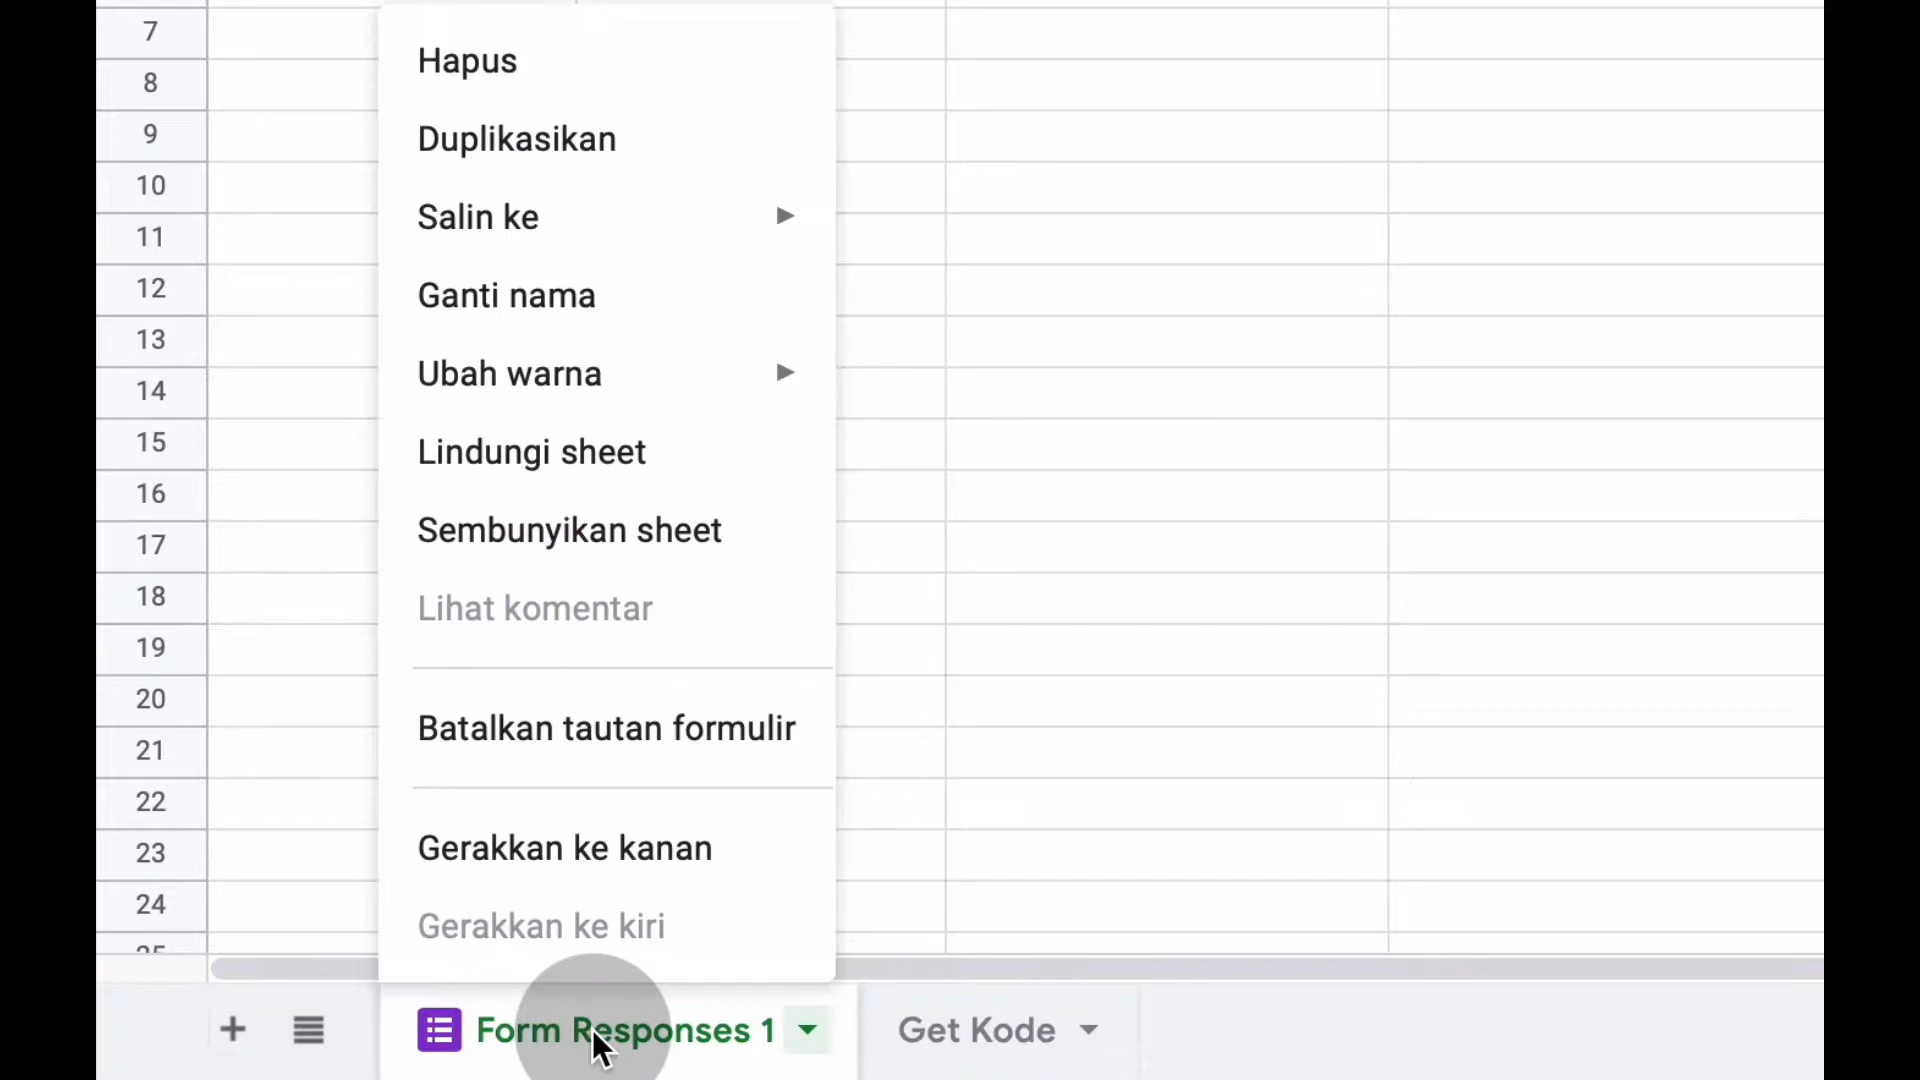 7
8
9
10
11
12
13
14
15
16
17
18
19
20
21
22
23
24
25
Hapus
Duplikasikan
Salin ke
Ganti nama
Ubah warna
Lindungi sheet
Sembunyikan sheet
Lihat komentar
Batalkan tautan formulir
Gerakkan ke kanan
Gerakkan ke kiri
Form Responses 1
Get Kode